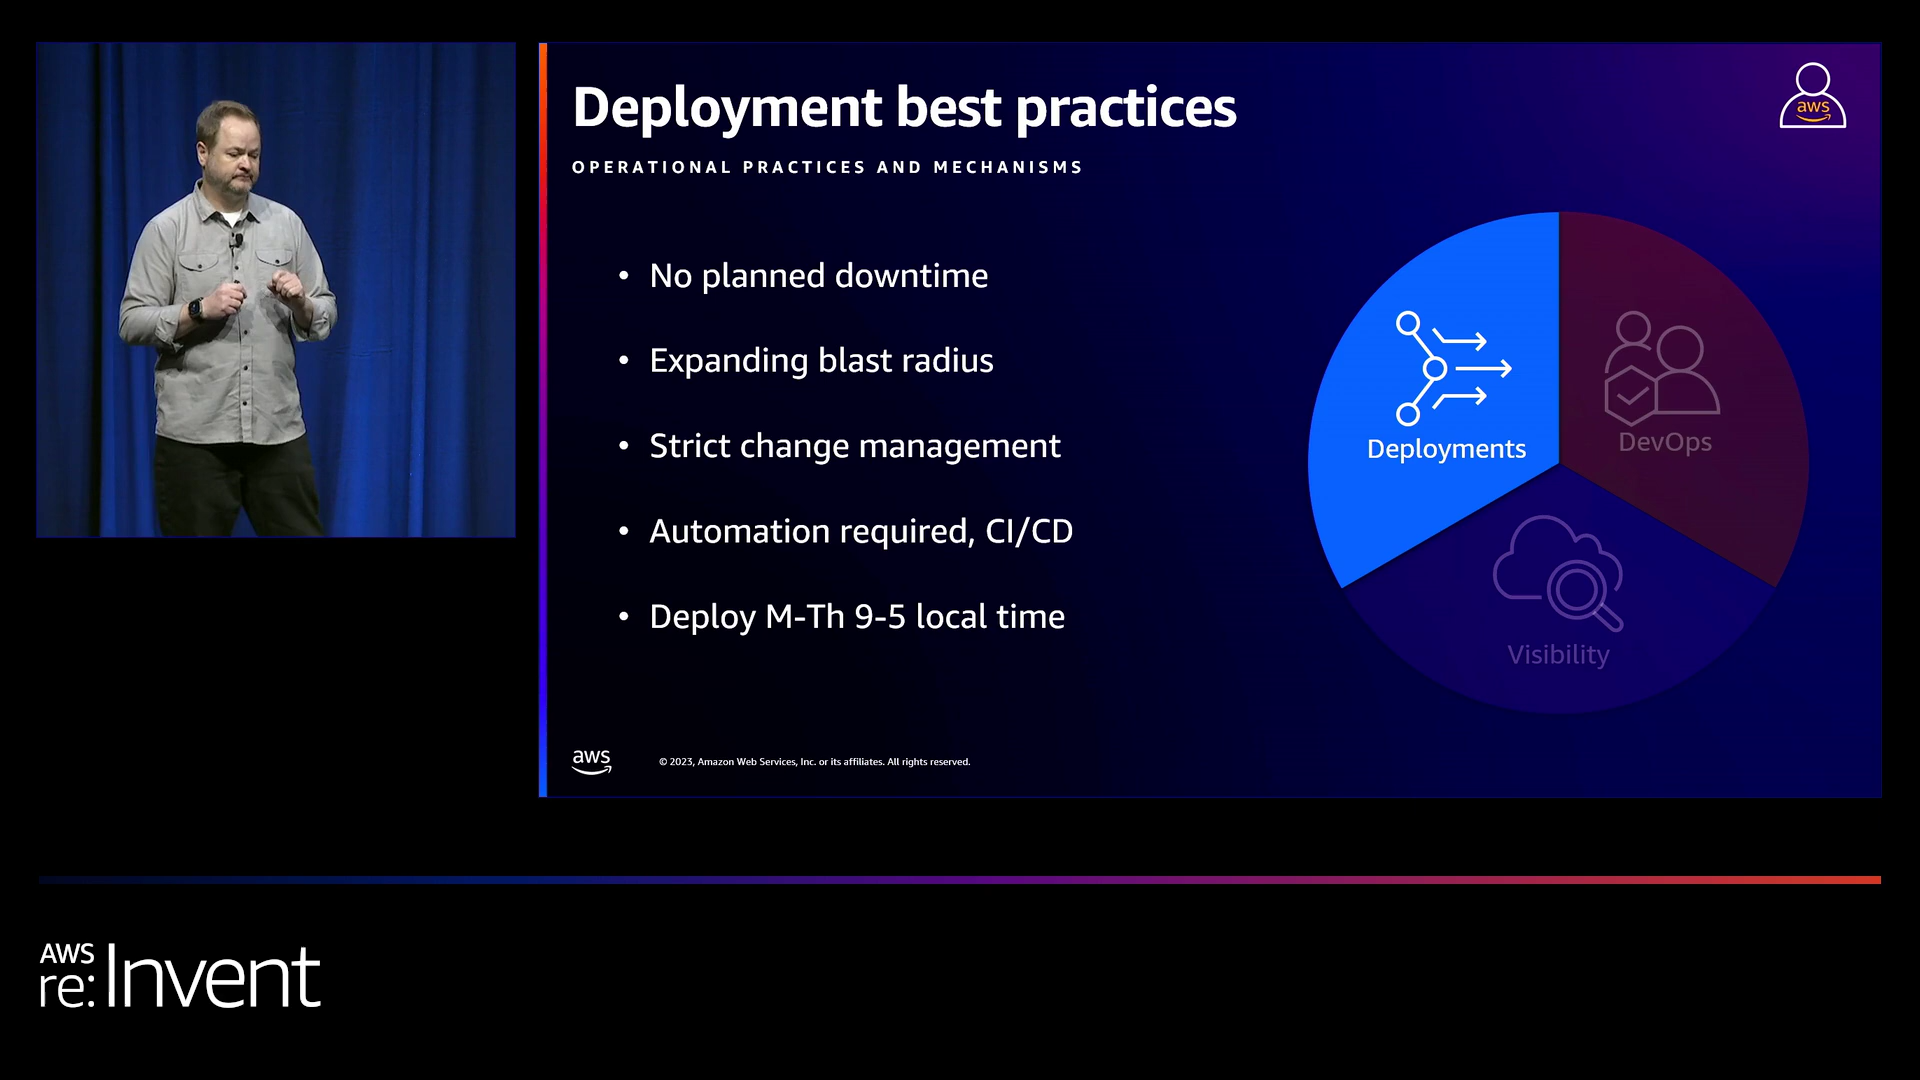 Deployment best practices
aws
OPERATIONAL PRACTICES AND MECHANISMS
• No planned downtime
• Expanding blast radius
• Strict change management
• Automation required, CI/CD
• Deploy M-Th 9-5 local time
Deployments
DevOps
Visibility
aws
© 2023, Amazon Web Services, Inc. or its affiliates. All rights reserved.
AWS
re:Invent